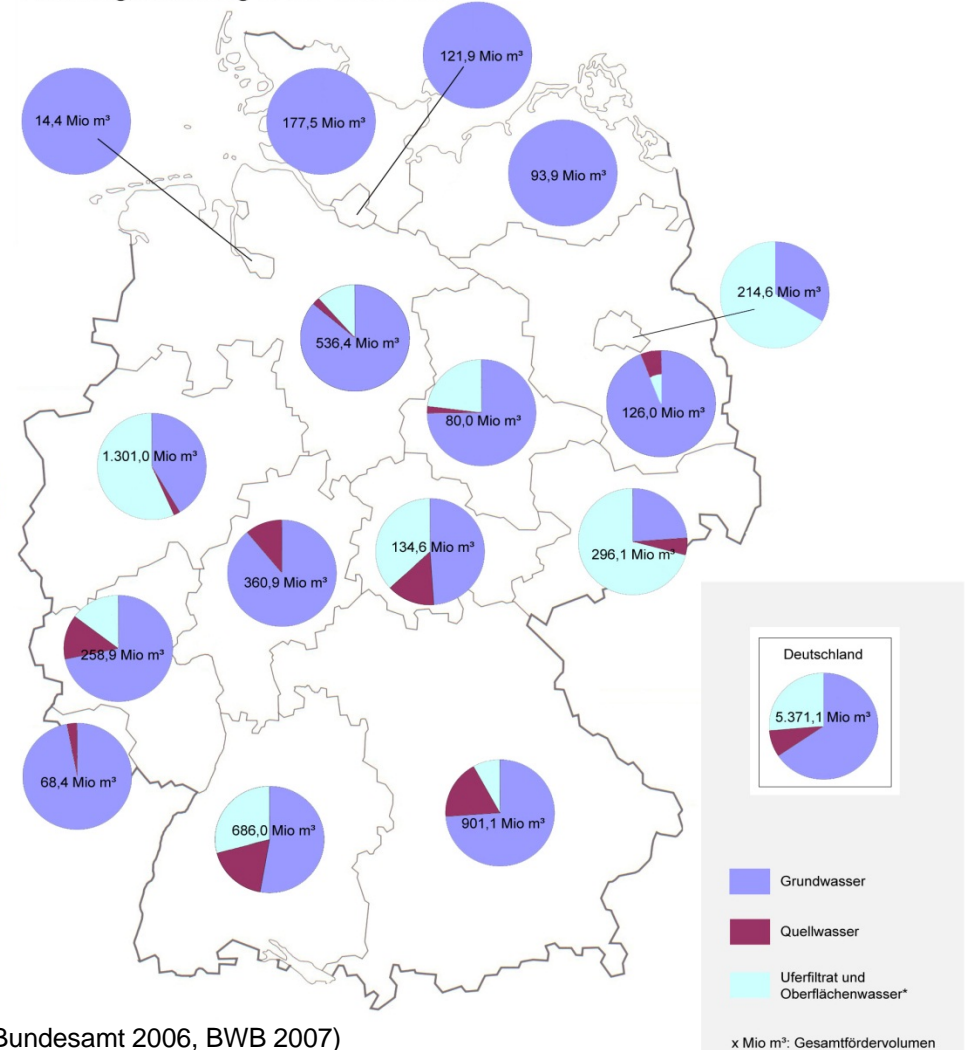 121,9 Mio m³
14,4 Mio m³
177,5 Mio m³
93,9 Mio m³
214,6 Mio m³
536,4 Mio m³
126,0 Mio m³
80,0 Mio m³
1.301,0 Mio m³
134,6 Mio m³
296,1 Mio m³
360,9 Mio m³
258,9 Mio m³
Deutschland
5.371,1 Mio m³
68,4 Mio m³
901,1 Mio m³
686,0 Mio m³
Grundwasser
Quellwasser
Uferfiltrat und
Oberflächenwasser*
x Mio m³: Gesamtfördervolumen
Bundesamt 2006, BWB 2007)